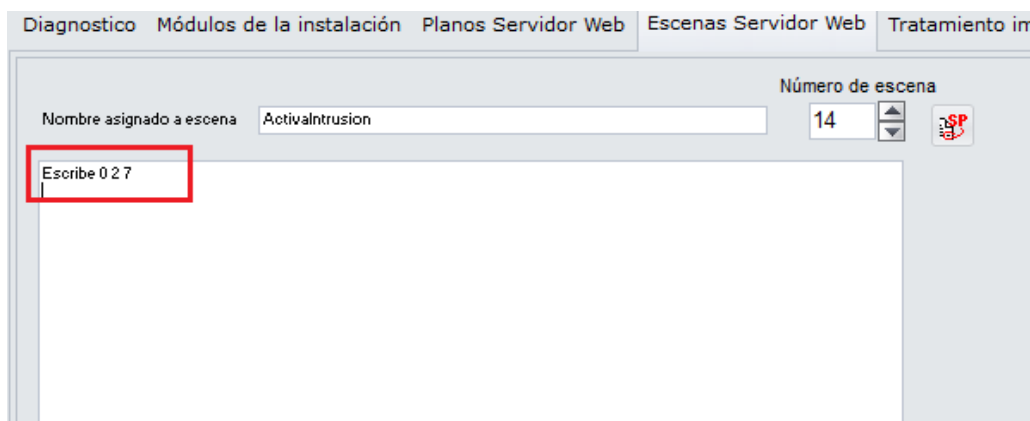 Diagnostico Módulos de la instalación Planos Servidor Web Escenas Servidor Web Tratamiento im
Número de escena
Nombre asignado a escena ActivaIntrusion 14 SP
Escribe 0 2 7